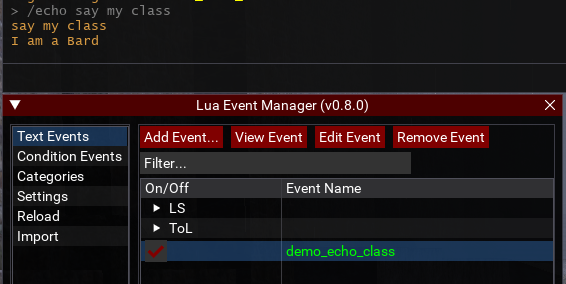 > /echo say my class
say my class
I am a Bard
Lua Event Manager (v0.8.0)
Text Events
Condition Events
Categories
Settings
Reload
Import
Add Event... View Event Edit Event Remove Event
Filter...
On/Off Event Name
LS
ToL
demo_echo_class